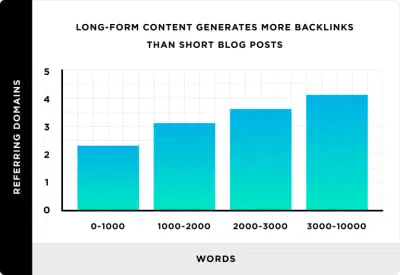 LONG-FORM CONTENT GENERATES MORE BACKLINKS
THAN SHORT BLOG POSTS
REFERRING DOMAINS
5
4
3
2
1
0
0-1000
1000-2000
2000-3000
3000-10000
WORDS